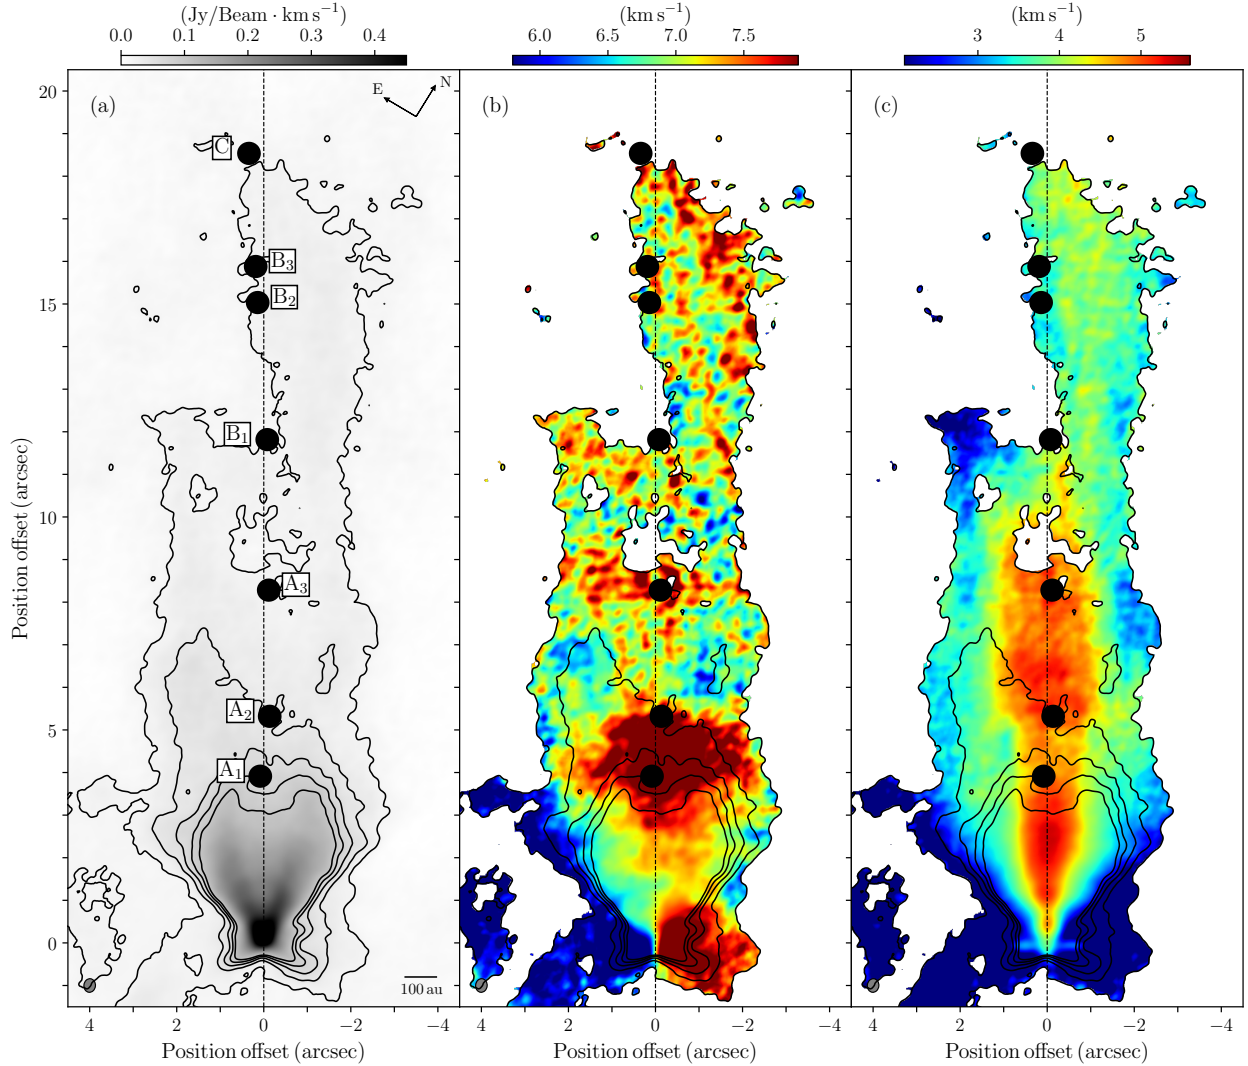 (Jy/Beam · km s⁻¹)
0.0 0.1 0.2 0.3 0.4
(km s⁻¹)
6.0 6.5 7.0 7.5
(km s⁻¹)
3 4 5
(a)
E
N
(b)
(c)
20
15
10
5
0
C
B₃
B₂
B₁
A₃
A₂
A₁
100 au
Position offset (arcsec)
4 2 0 −2 −4
4 2 0 −2 −4
4 2 0 −2 −4
Position offset (arcsec)
Position offset (arcsec)
Position offset (arcsec)